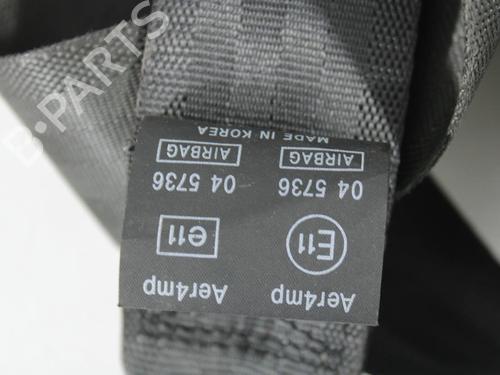 Aer4mp Aer4mp
E11 e11
04 5736 04 5736
AIRBAG AIRBAG
MADE IN KOREA
B-PARTS